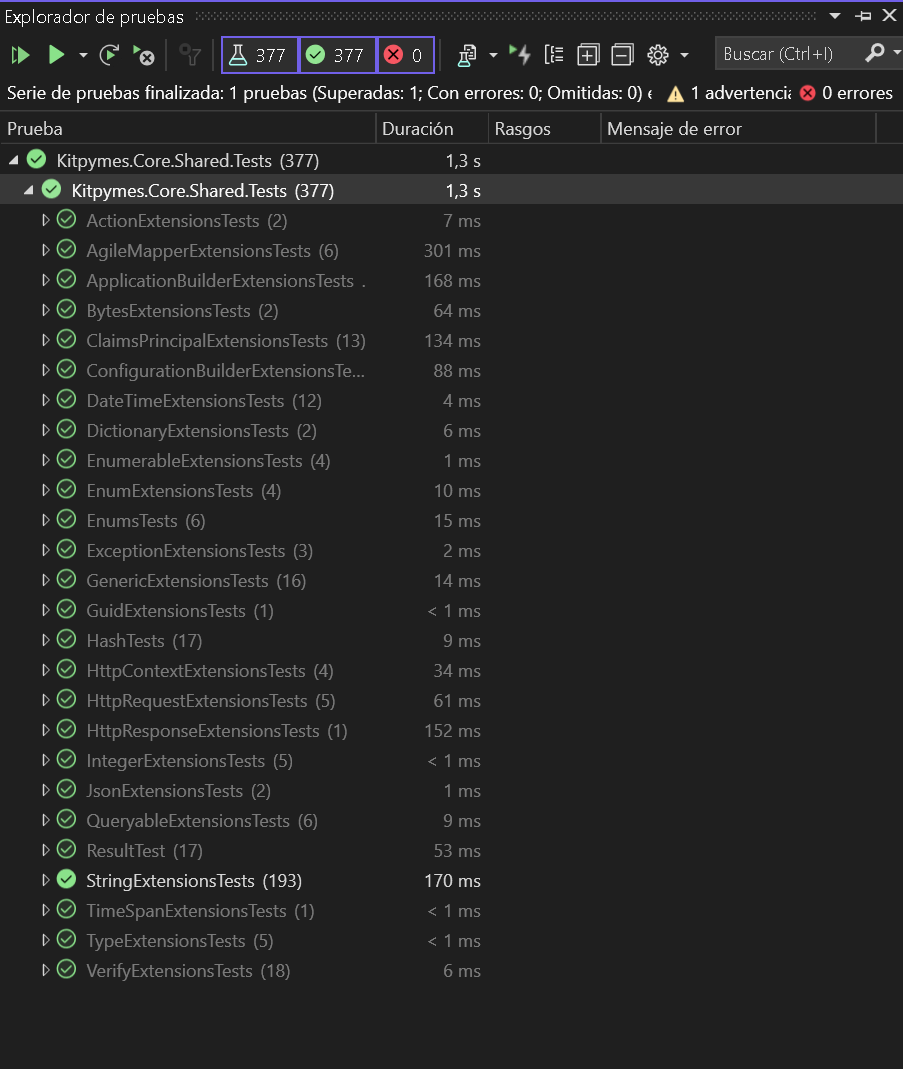 Explorador de pruebas
377 377 0 Buscar (Ctrl+I)
Serie de pruebas finalizada: 1 pruebas (Superadas: 1; Con errores: 0; Omitidas: 0) e 1 advertencia 0 errores
Prueba Duración Rasgos Mensaje de error
Kitpymes.Core.Shared.Tests (377) 1,3 s
Kitpymes.Core.Shared.Tests (377) 1,3 s
ActionExtensionsTests (2) 7 ms
AgileMapperExtensionsTests (6) 301 ms
ApplicationBuilderExtensionsTests . 168 ms
BytesExtensionsTests (2) 64 ms
ClaimsPrincipalExtensionsTests (13) 134 ms
ConfigurationBuilderExtensionsTe... 88 ms
DateTimeExtensionsTests (12) 4 ms
DictionaryExtensionsTests (2) 6 ms
EnumerableExtensionsTests (4) 1 ms
EnumExtensionsTests (4) 10 ms
EnumsTests (6) 15 ms
ExceptionExtensionsTests (3) 2 ms
GenericExtensionsTests (16) 14 ms
GuidExtensionsTests (1) < 1 ms
HashTests (17) 9 ms
HttpContextExtensionsTests (4) 34 ms
HttpRequestExtensionsTests (5) 61 ms
HttpResponseExtensionsTests (1) 152 ms
IntegerExtensionsTests (5) < 1 ms
JsonExtensionsTests (2) 1 ms
QueryableExtensionsTests (6) 9 ms
ResultTest (17) 53 ms
StringExtensionsTests (193) 170 ms
TimeSpanExtensionsTests (1) < 1 ms
TypeExtensionsTests (5) < 1 ms
VerifyExtensionsTests (18) 6 ms